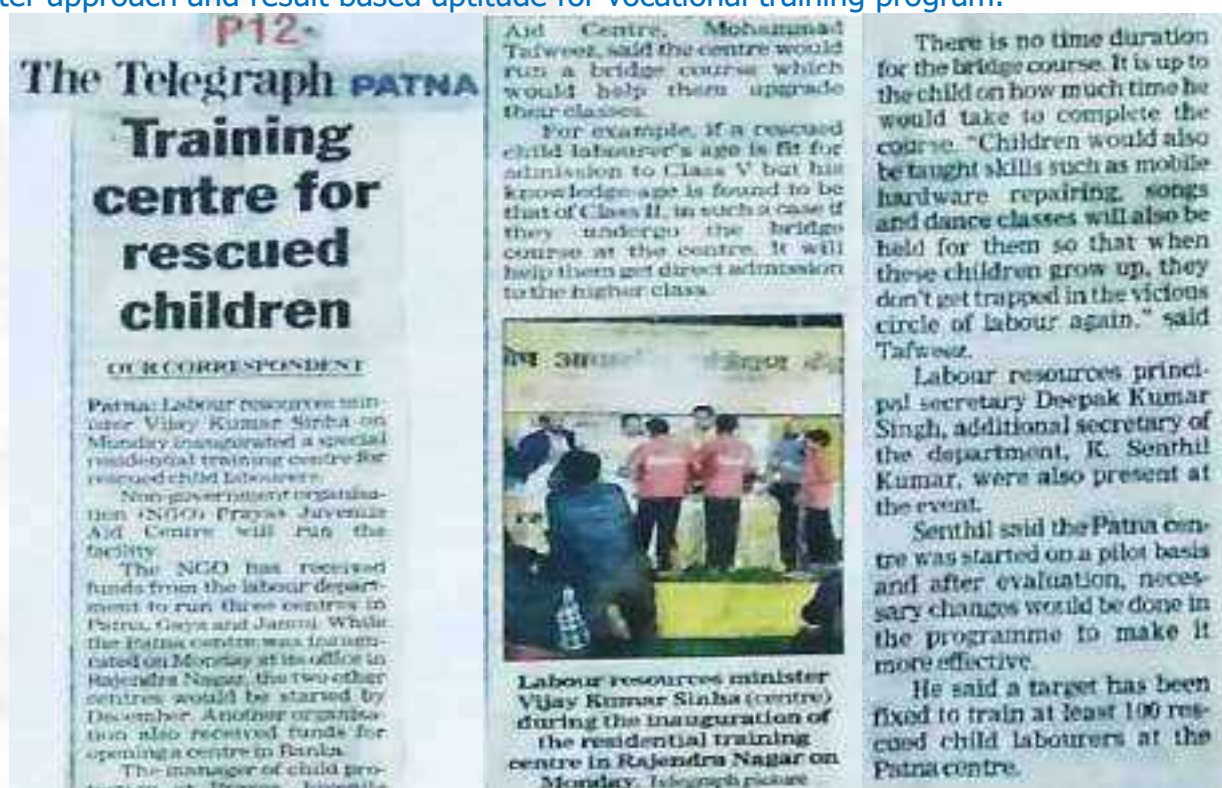 ter approach and result based aptitude for vocational training program.
P12-
The Telegraph PATNA
Training
centre for
rescued
children
OUR CORRESPONDENT
Patna: Labour resources min-
ister Vijay Kumar Sinha on
Monday inaugurated a special
residential training centre for
rescued child labourers.
Non-government organisa-
tion (NGO) Prayas Juvenile
Aid Centre will run the
facility.
The NGO has received
funds from the labour depart-
ment to run three centres in
Patna, Gaya and Jamui. While
the Patna centre was inaugu-
rated on Monday at its office in
Rajendra Nagar, the two other
centres would be started by
December. Another organisa-
tion also received funds for
opening a centre in Banka.
The manager of child pro-
Juvenile
Aid Centre, Mohammad
Tafweez, said the centre would
run a bridge course which
would help them upgrade
their classes.
For example, if a rescued
child labourer's age is fit for
admission to Class V but his
knowledge age is found to be
that of Class II, in such a case if
they undergo the bridge
course at the centre, it will
help them get direct admission
to the higher class.
Labour resources minister
Vijay Kumar Sinha (centre)
during the inauguration of
the residential training
centre in Rajendra Nagar on
Monday. Telegraph picture
There is no time duration
for the bridge course. It is up to
the child on how much time he
would take to complete the
course. "Children would also
be taught skills such as mobile
hardware repairing, songs
and dance classes will also be
held for them so that when
these children grow up, they
don't get trapped in the vicious
circle of labour again," said
Tafweez.
Labour resources princi-
pal secretary Deepak Kumar
Singh, additional secretary of
the department, K. Senthil
Kumar, were also present at
the event.
Senthil said the Patna cen-
tre was started on a pilot basis
and after evaluation, neces-
sary changes would be done in
the programme to make it
more effective.
He said a target has been
fixed to train at least 100 res-
cued child labourers at the
Patna centre.